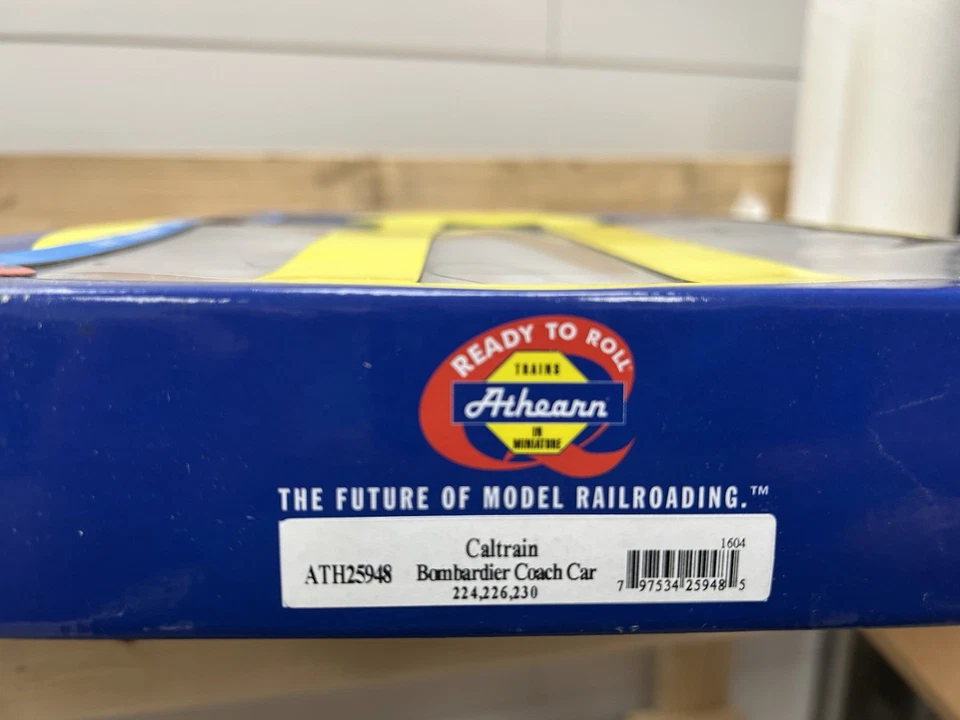 READY TO ROLL
TRAINS
Athearn
IN
MINIATURE
THE FUTURE OF MODEL RAILROADING.™
1604
Caltrain
ATH25948 Bombardier Coach Car
224,226,230
7 97534 25948 5